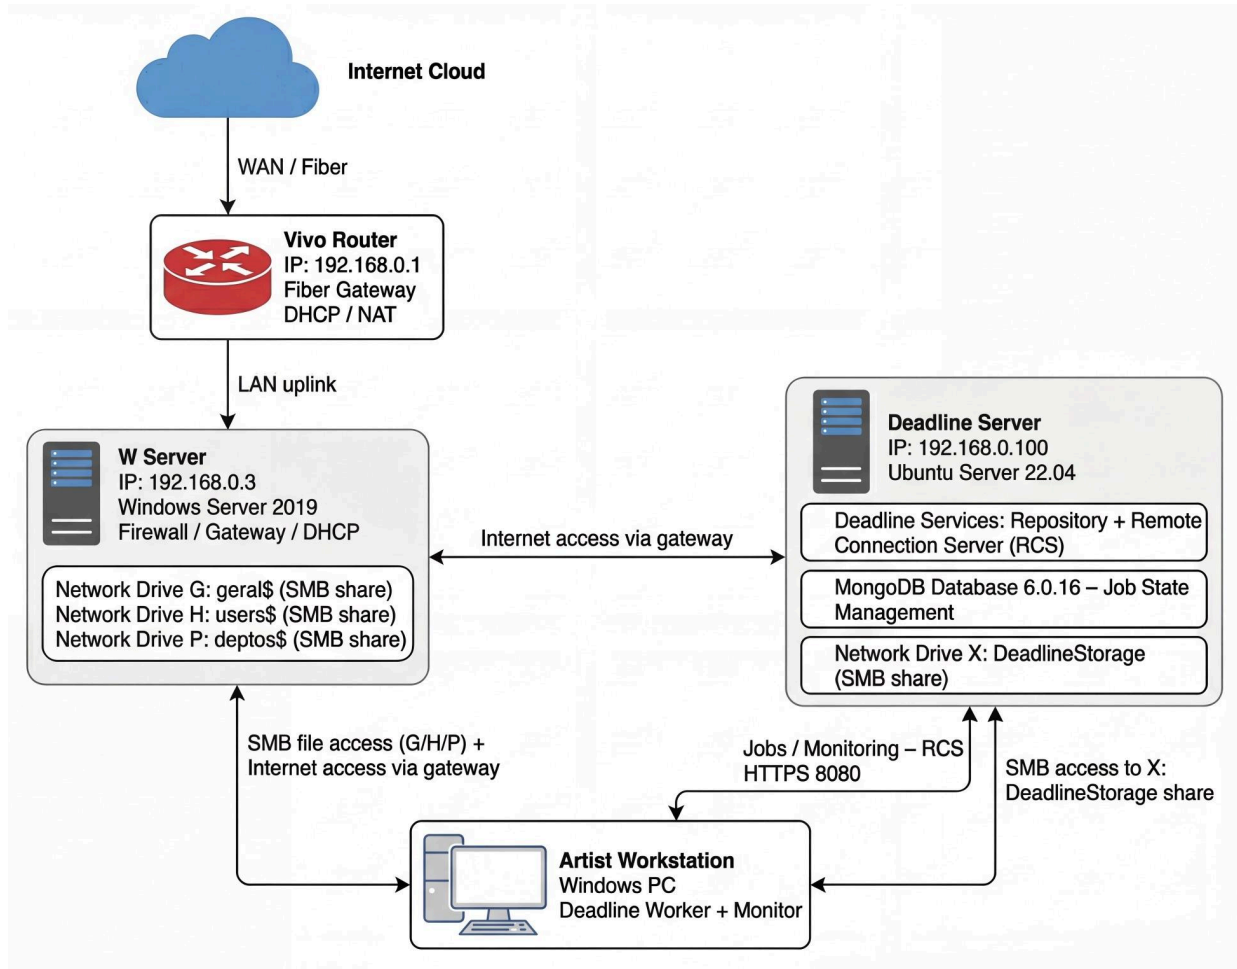 Internet Cloud
WAN / Fiber
Vivo Router
IP: 192.168.0.1
Fiber Gateway
DHCP / NAT
LAN uplink
W Server
IP: 192.168.0.3
Windows Server 2019
Firewall / Gateway / DHCP
Network Drive G: geral$ (SMB share)
Network Drive H: users$ (SMB share)
Network Drive P: deptos$ (SMB share)
Internet access via gateway
Deadline Server
IP: 192.168.0.100
Ubuntu Server 22.04
Deadline Services: Repository + Remote
Connection Server (RCS)
MongoDB Database 6.0.16 – Job State
Management
Network Drive X: DeadlineStorage
(SMB share)
SMB file access (G/H/P) +
Internet access via gateway
Jobs / Monitoring – RCS
HTTPS 8080
SMB access to X:
DeadlineStorage share
Artist Workstation
Windows PC
Deadline Worker + Monitor